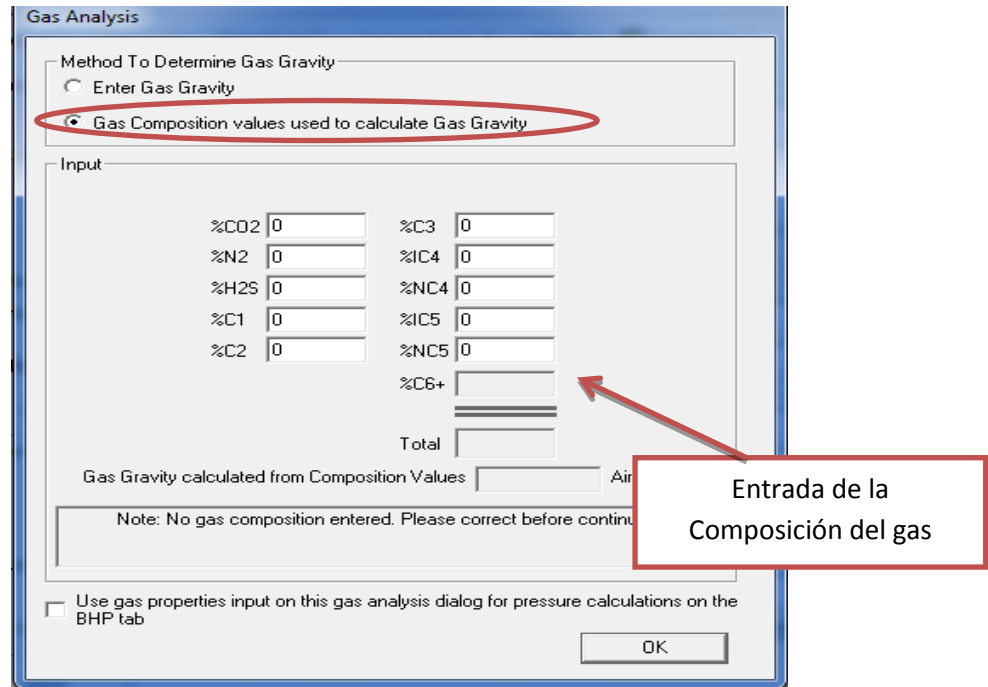 Gas Analysis
Method To Determine Gas Gravity
Enter Gas Gravity
Gas Composition values used to calculate Gas Gravity
Input
%CO2 0 %C3 0
%N2 0 %IC4 0
%H2S 0 %NC4 0
%C1 0 %IC5 0
%C2 0 %NC5 0
%C6+
Total
Gas Gravity calculated from Composition Values Air
Note: No gas composition entered. Please correct before
Entrada de la
Composición del gas
Use gas properties input on this gas analysis dialog for pressure calculations on the
BHP tab
OK